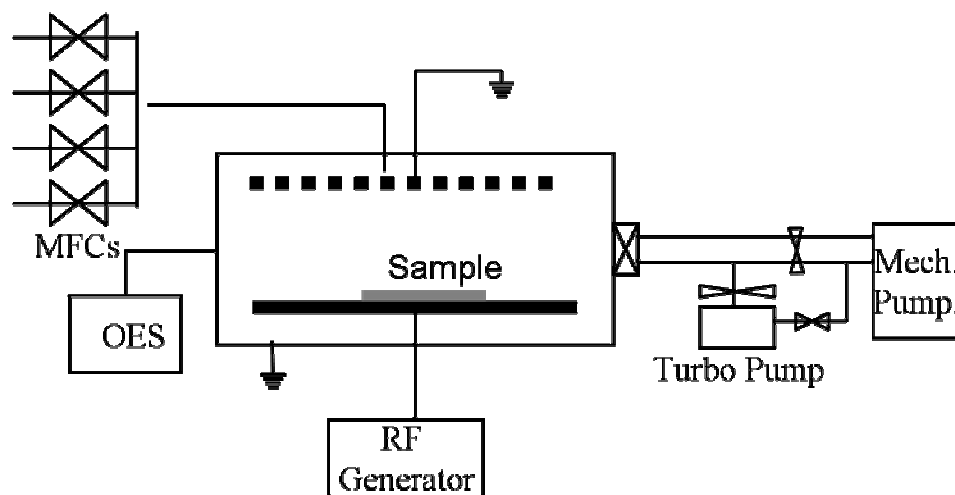 MFCs
Sample
OES
RF
Generator
Turbo Pump
Mech.
Pump.